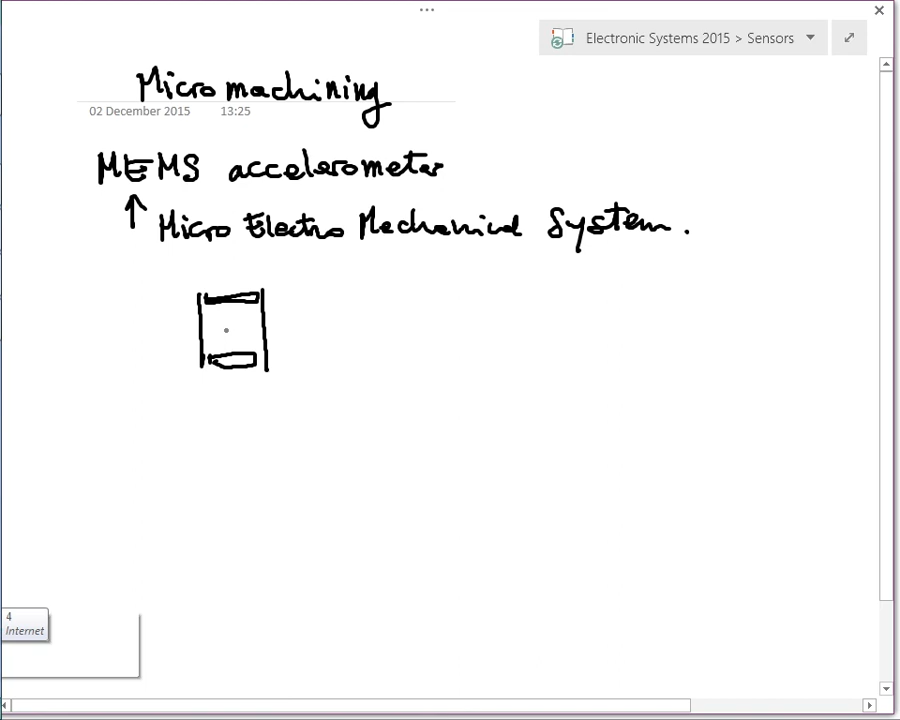 Electronic Systems 2015 > Sensors
Micromachining
02 December 2015 13:25
MEMS accelerometer
↑ Micro Electro Mechanical System.
4
Internet